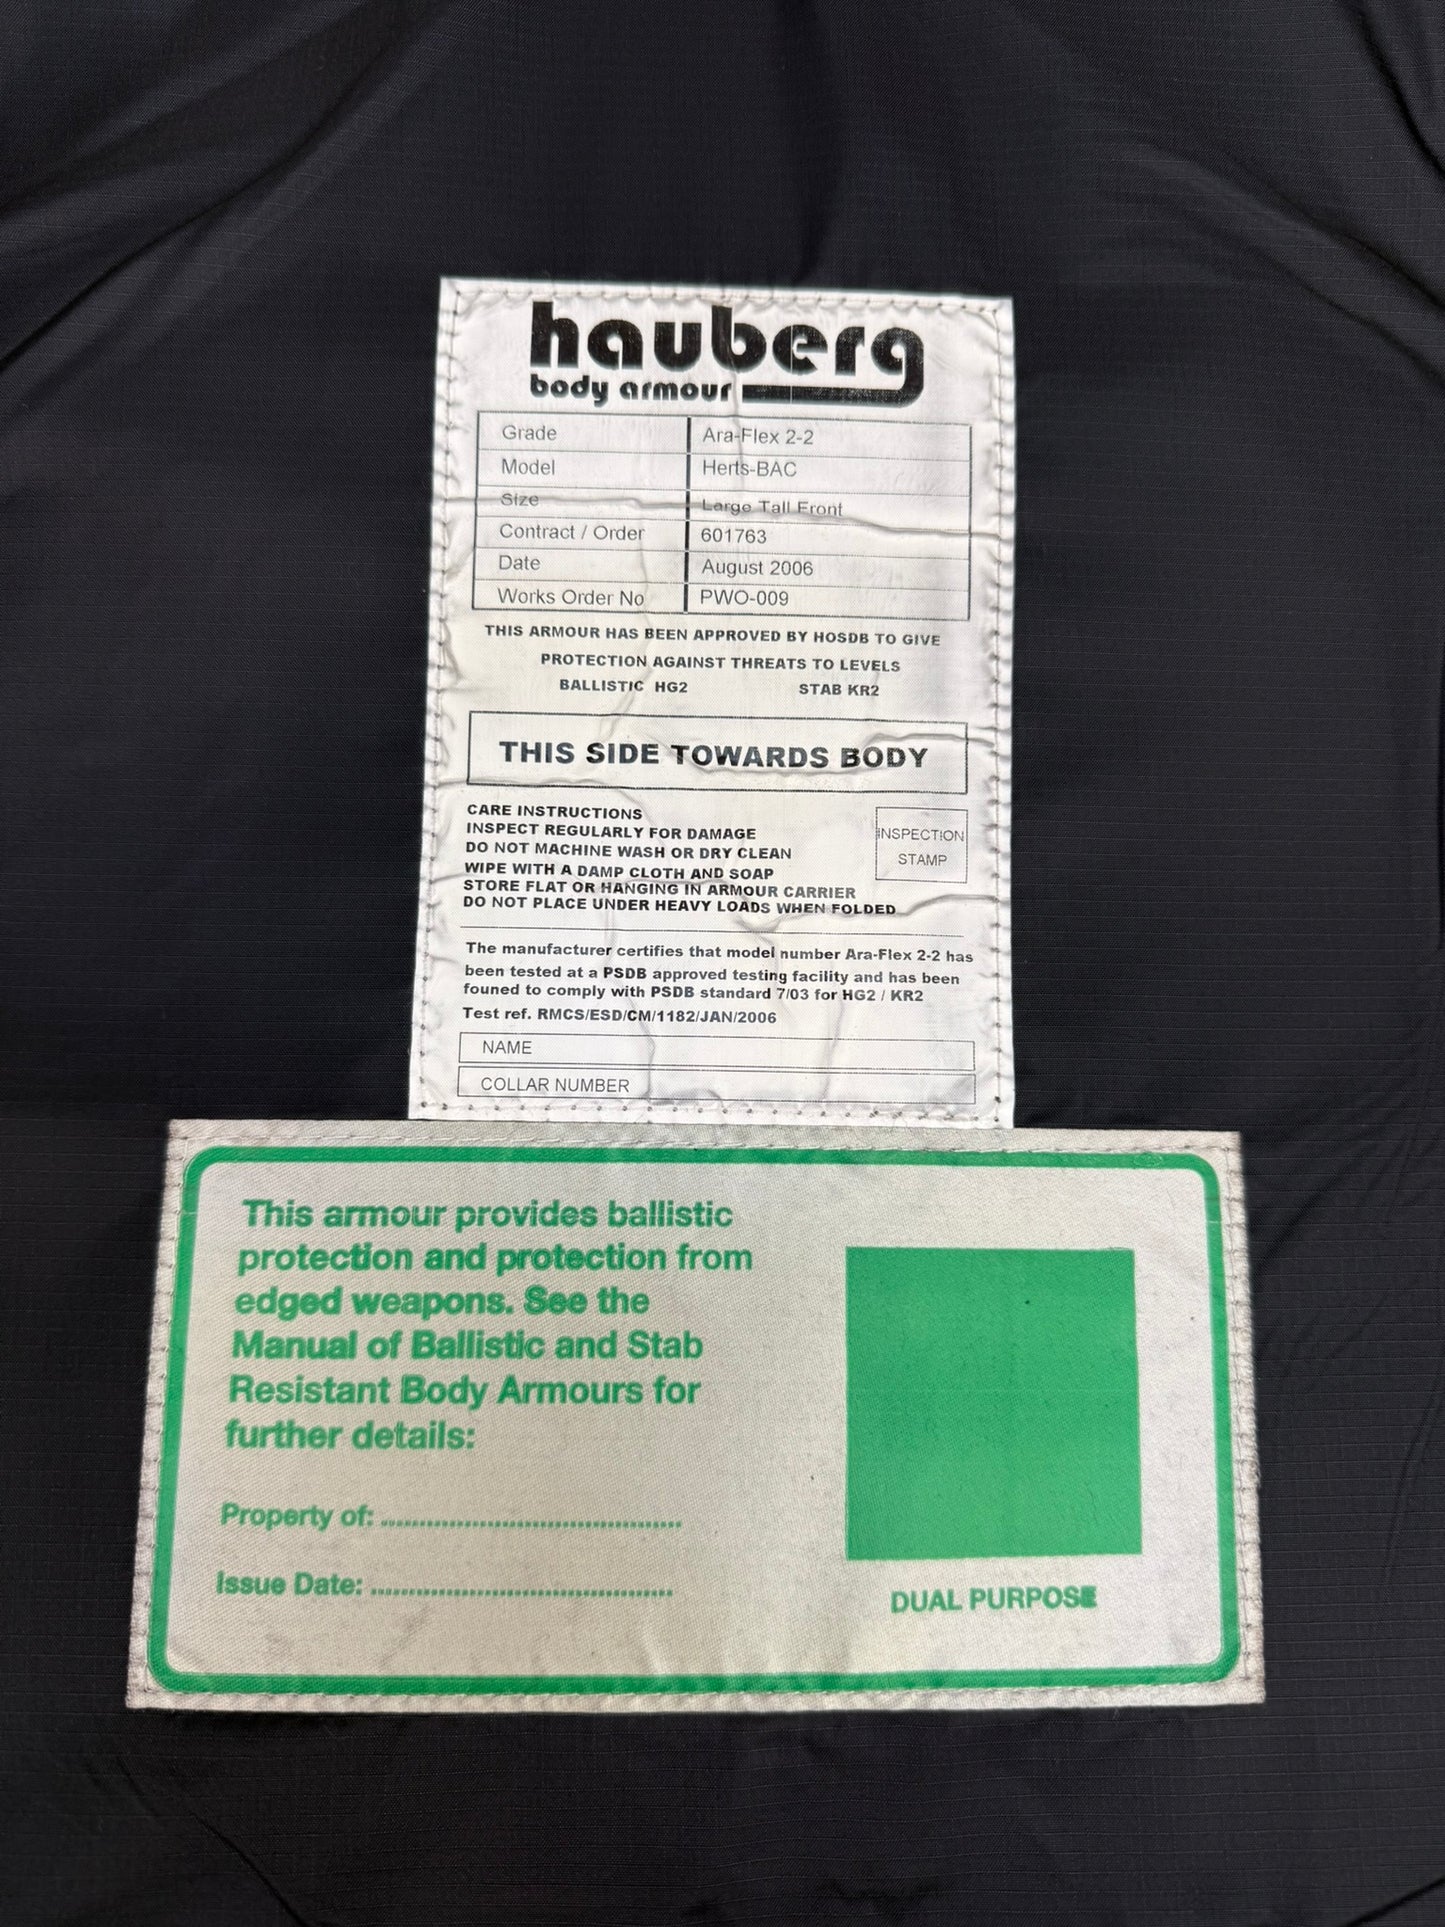 hauberg
body armour
Grade Ara-Flex 2-2
Model Herts-BAC
Size Large Tall Front
Contract / Order 601763
Date August 2006
Works Order No PWO-009
THIS ARMOUR HAS BEEN APPROVED BY HOSDB TO GIVE
PROTECTION AGAINST THREATS TO LEVELS
BALLISTIC HG2 STAB KR2
THIS SIDE TOWARDS BODY
CARE INSTRUCTIONS
INSPECT REGULARLY FOR DAMAGE
DO NOT MACHINE WASH OR DRY CLEAN
WIPE WITH A DAMP CLOTH AND SOAP
STORE FLAT OR HANGING IN ARMOUR CARRIER
DO NOT PLACE UNDER HEAVY LOADS WHEN FOLDED
INSPECTION
STAMP
The manufacturer certifies that model number Ara-Flex 2-2 has
been tested at a PSDB approved testing facility and has been
founed to comply with PSDB standard 7/03 for HG2 / KR2
Test ref. RMCS/ESD/CM/1182/JAN/2006
NAME
COLLAR NUMBER
This armour provides ballistic
protection and protection from
edged weapons. See the
Manual of Ballistic and Stab
Resistant Body Armours for
further details:
Property of: ........................................
Issue Date: ........................................
DUAL PURPOSE